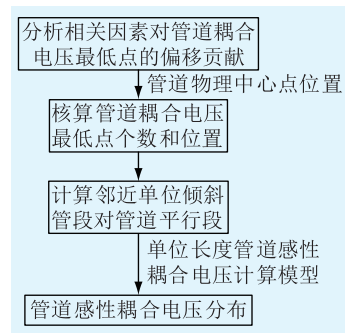 分析相关因素对管道耦合
电压最低点的偏移贡献
管道物理中心点位置
核算管道耦合电压
最低点个数和位置
计算邻近单位倾斜
管段对管道平行段
单位长度管道感性
耦合电压计算模型
管道感性耦合电压分布